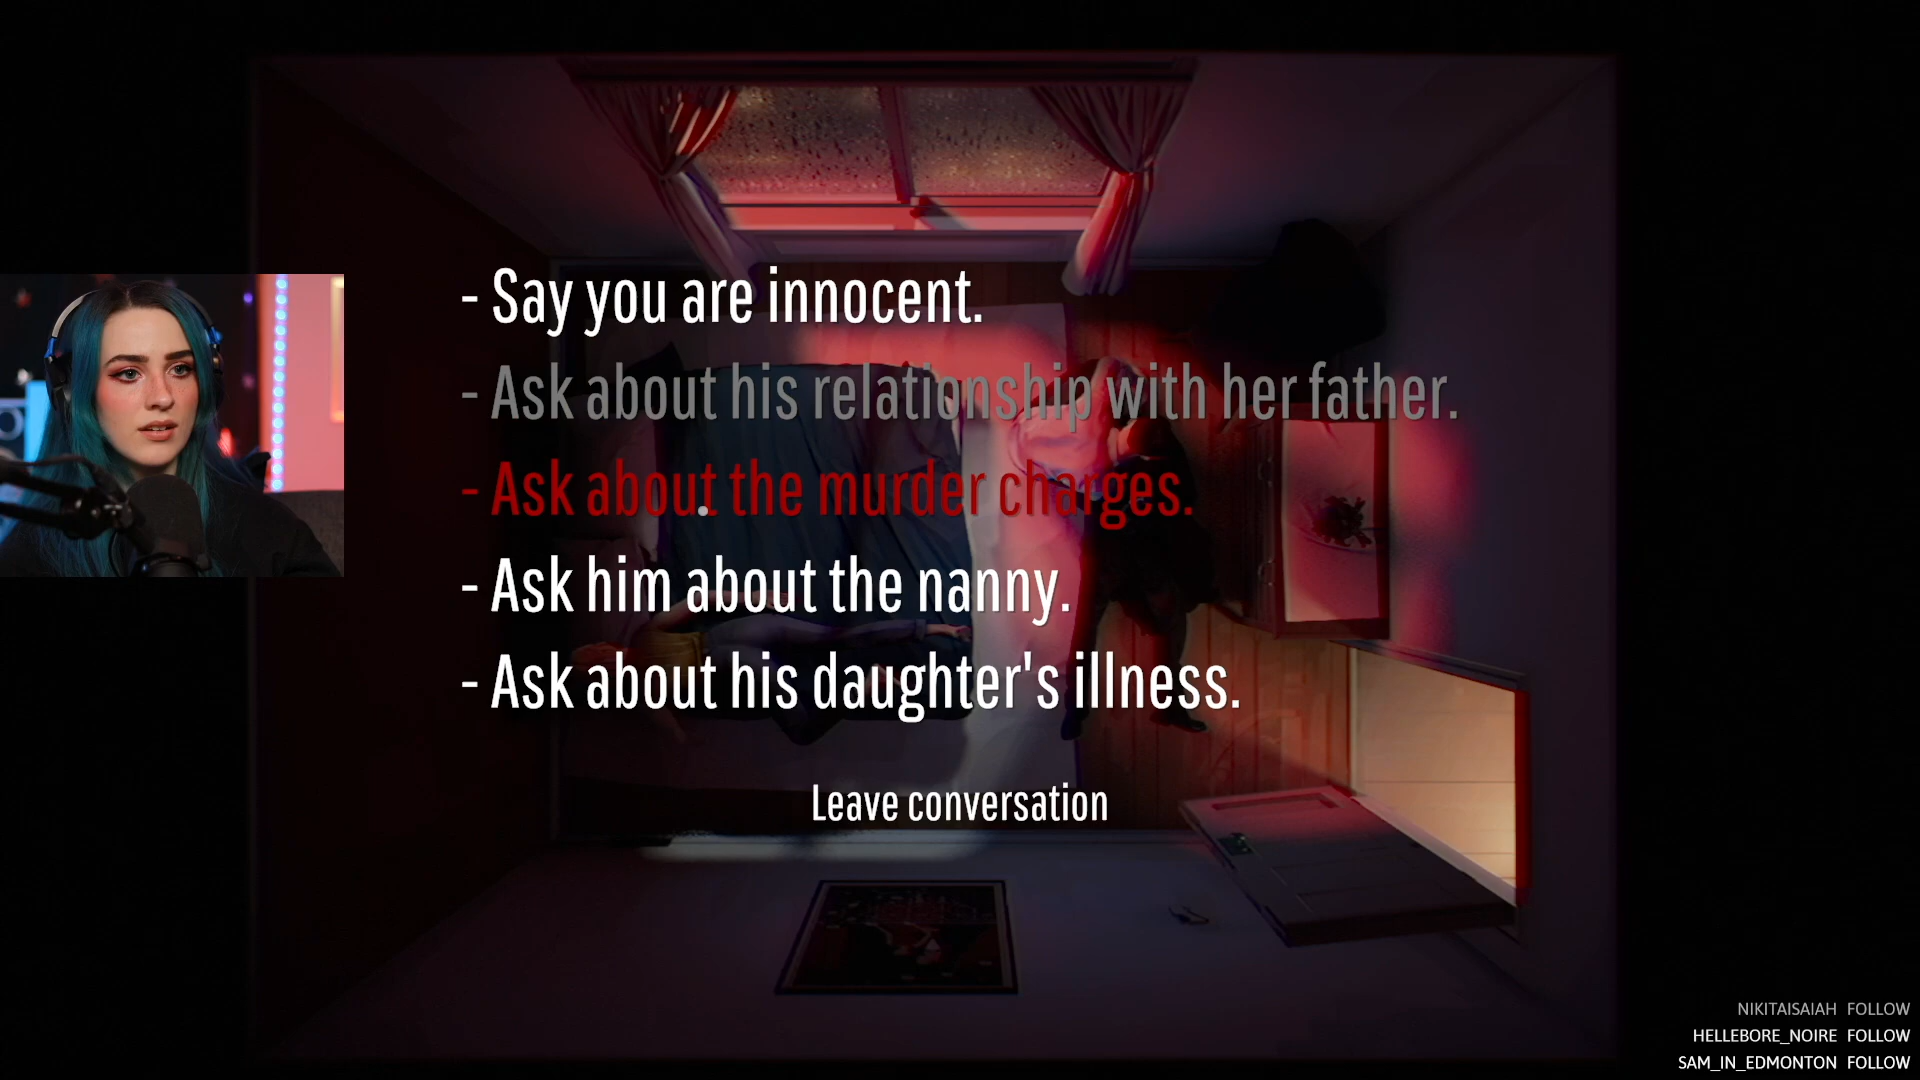 - Say you are innocent.
- Ask about his relationship with her father.
- Ask about the murder charges.
- Ask him about the nanny.
- Ask about his daughter's illness.
Leave conversation
NIKITAISAIAH FOLLOW
HELLEBORE_NOIRE FOLLOW
SAM_IN_EDMONTON FOLLOW